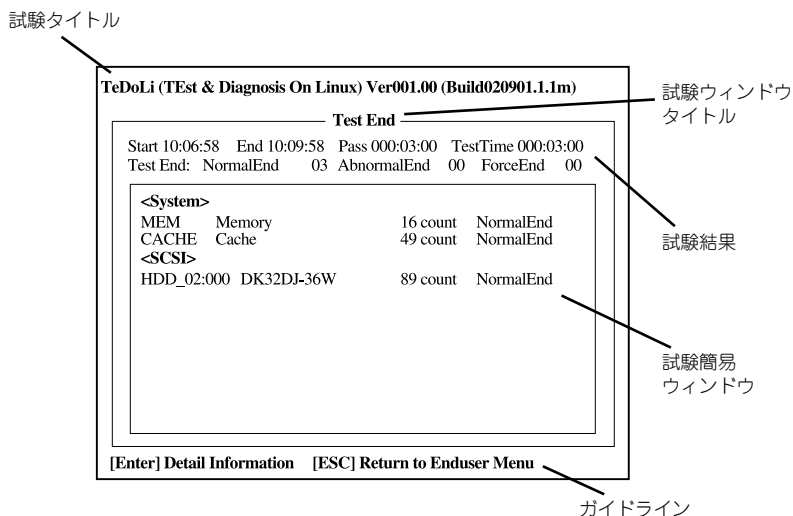 試験タイトル
TeDoLi (TEst & Diagnosis On Linux) Ver001.00 (Build020901.1.1m)
試験ウィンドウ
タイトル
Test End
Start 10:06:58 End 10:09:58 Pass 000:03:00 TestTime 000:03:00
Test End: NormalEnd 03 AbnormalEnd 00 ForceEnd 00
試験結果
<System>
MEM Memory 16 count NormalEnd
CACHE Cache 49 count NormalEnd
<SCSI>
HDD_02:000 DK32DJ-36W 89 count NormalEnd
試験簡易
ウィンドウ
[Enter] Detail Information [ESC] Return to Enduser Menu
ガイドライン